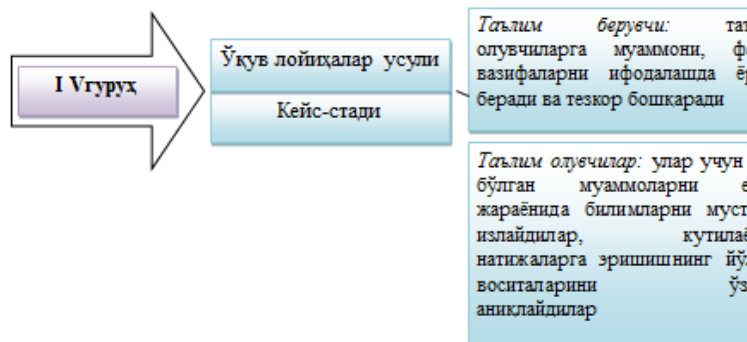 I Vгуруҳ
Ўқув лойиҳалар усули
Кейс-стади
Таълим берувчи:
олувчиларга муаммони,
вазифаларни ифодалашда
беради ва тезкор бошқаради
Таълим олувчилар: улар учун
бўлган муаммоларни
жараёнида билимларни
излайдилар,
натижаларга эришишнинг
воситаларини
аниқлайдилар